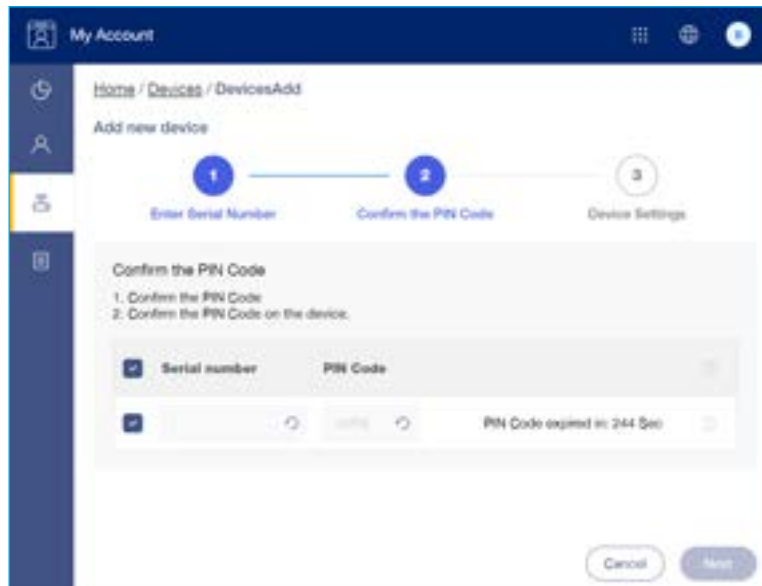 My Account
Home / Devices / DevicesAdd
Add new device
1 2 3
Enter Serial Number Confirm the PIN Code Device Settings
Confirm the PIN Code
1. Confirm the PIN Code
2. Confirm the PIN Code on the device.
Serial number PIN Code
PIN Code expired in: 244 Sec
Cancel Next